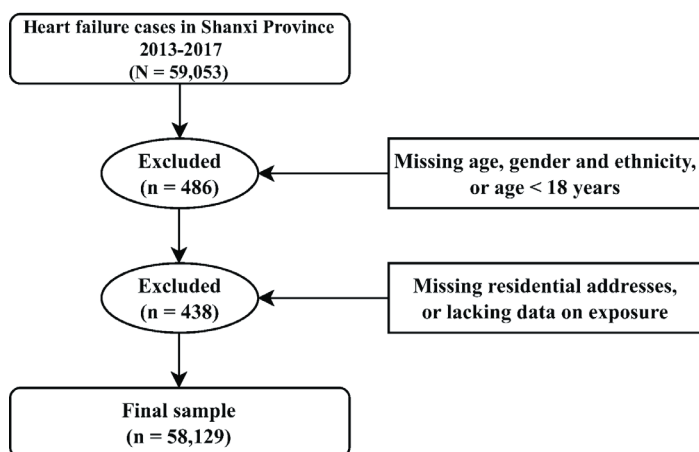 Heart failure cases in Shanxi Province
2013-2017
(N = 59,053)
Excluded
(n = 486)
Missing age, gender and ethnicity,
or age < 18 years
Excluded
(n = 438)
Missing residential addresses,
or lacking data on exposure
Final sample
(n = 58,129)